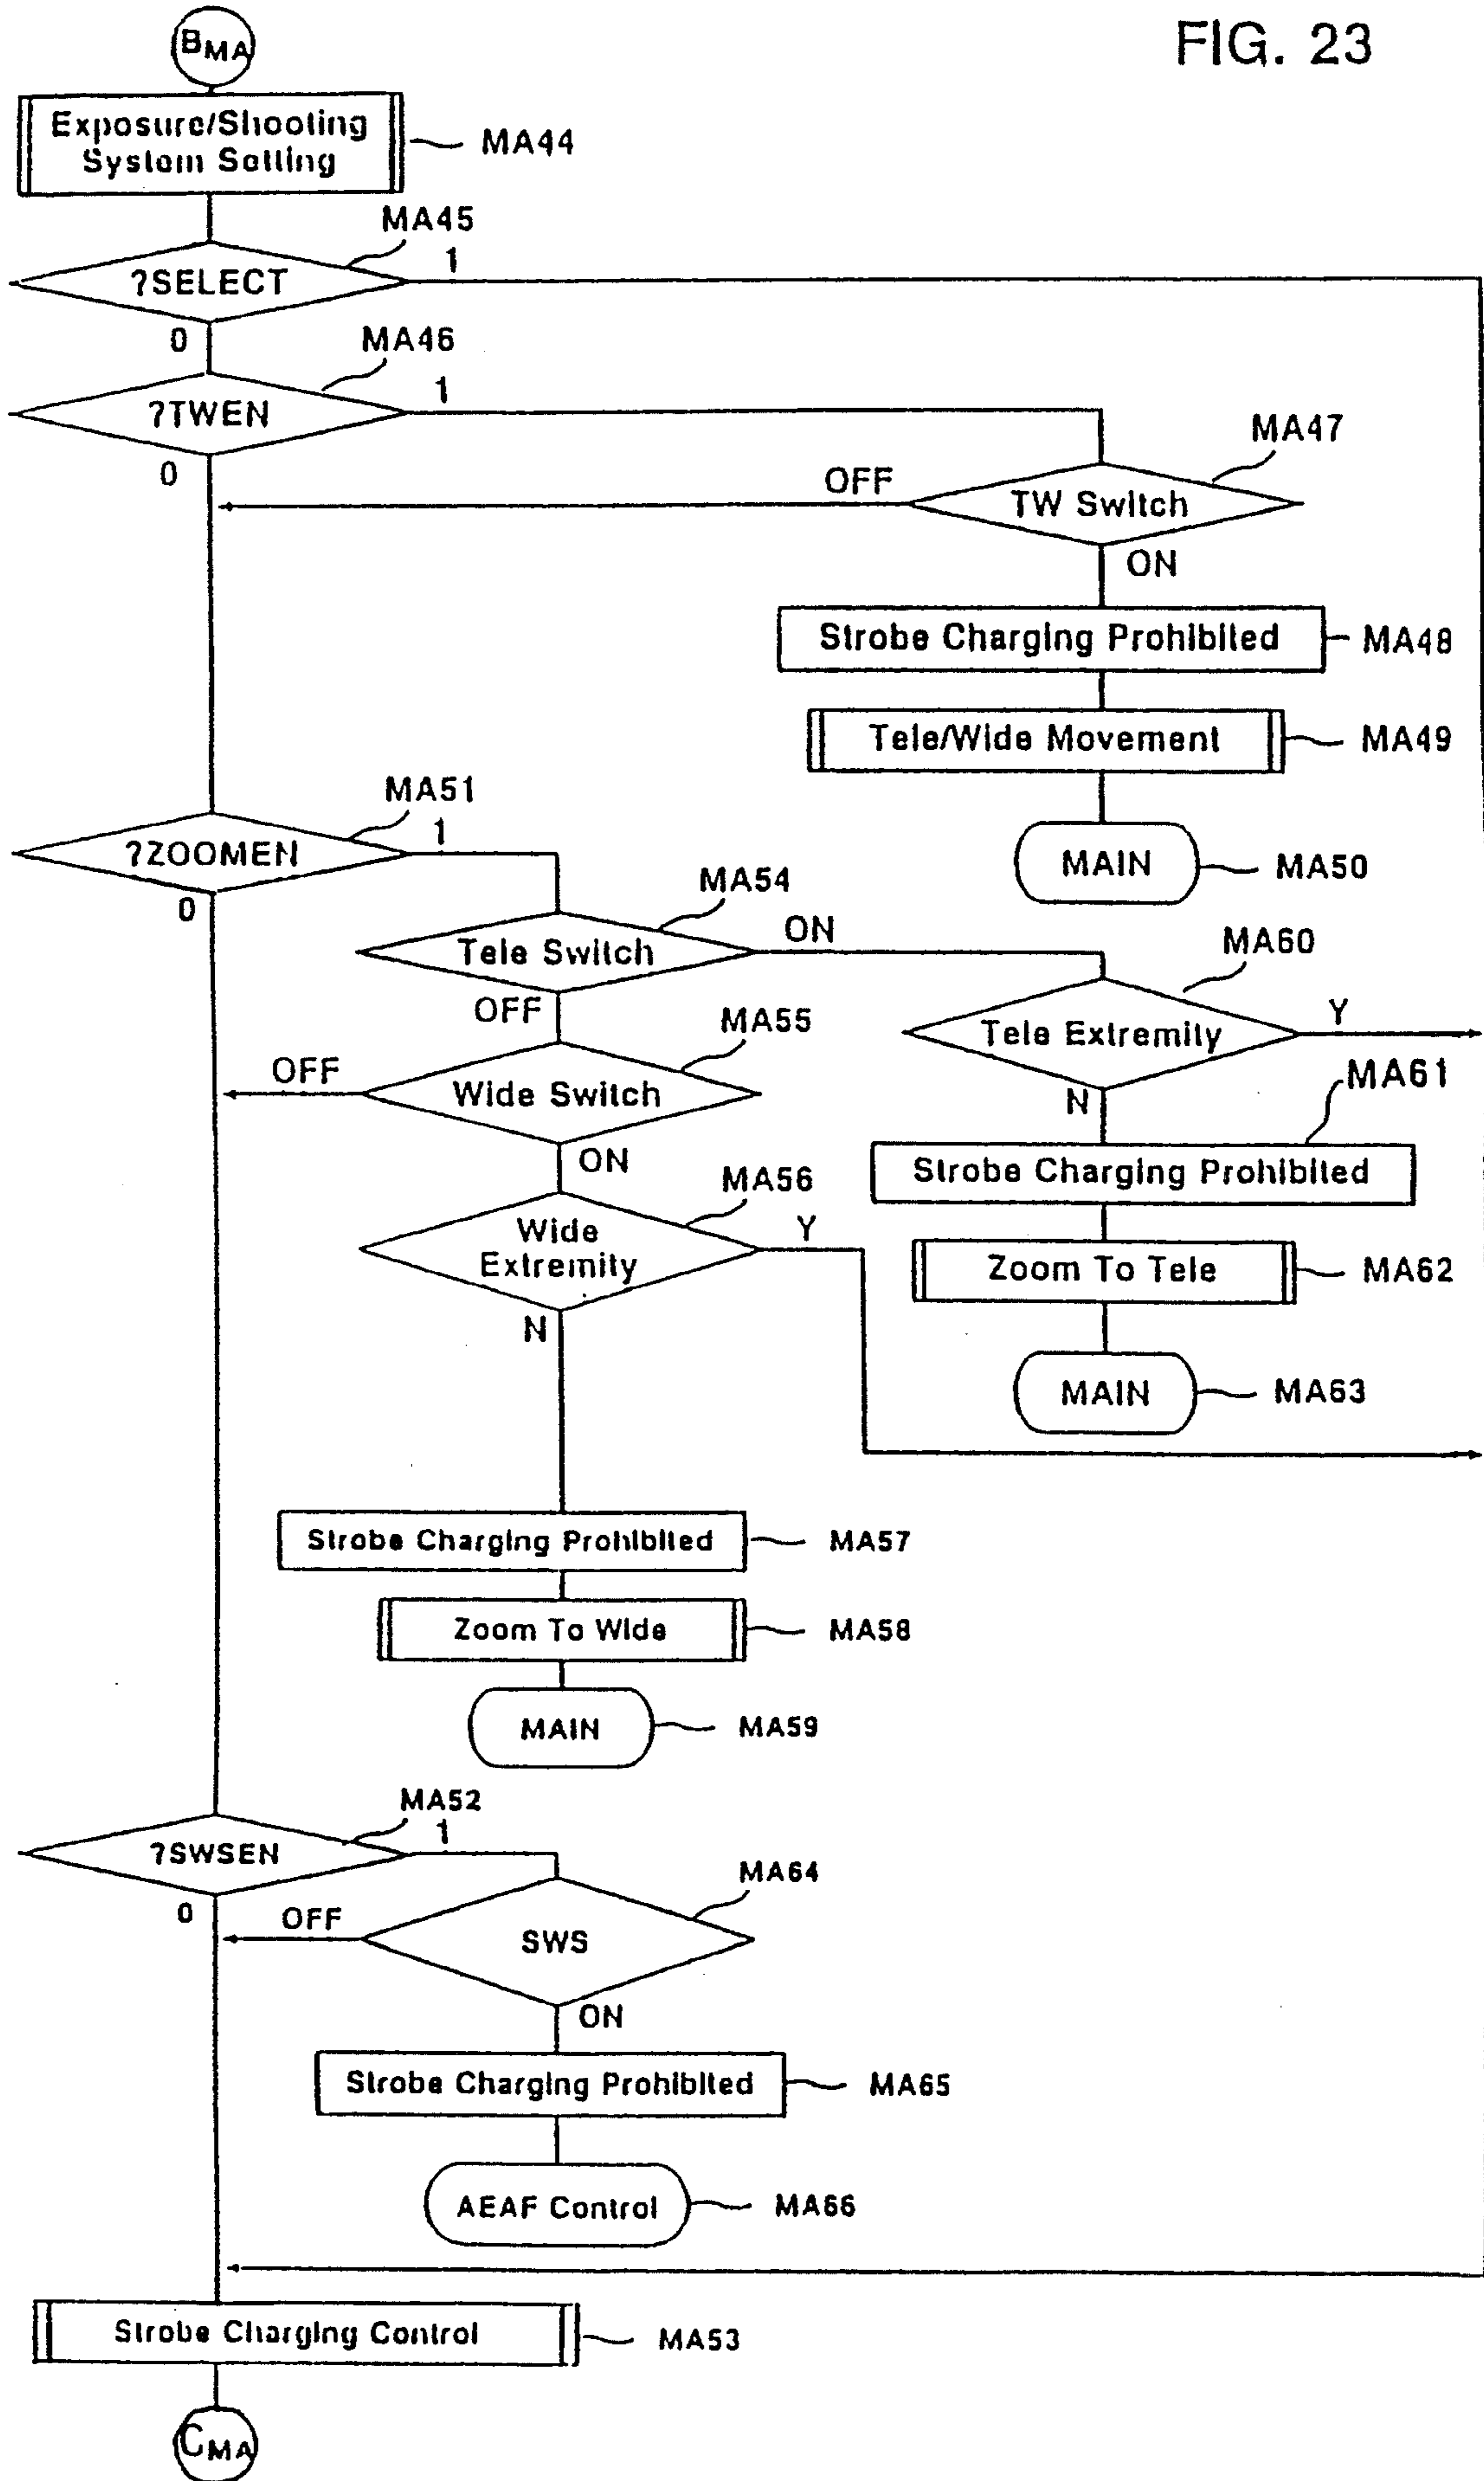 FIG. 23
BMA
Exposure/Shooting
System Setting
MA44
MA45
?SELECT
1
0
MA46
?TWEN
1
0
MA47
TW Switch
OFF
ON
Strobe Charging Prohibited
MA48
Tele/Wide Movement
MA49
MAIN
MA50
MA51
?ZOOMEN
1
0
MA54
Tele Switch
ON
OFF
MA60
Tele Extremity
Y
N
MA55
Wide Switch
OFF
ON
MA61
Strobe Charging Prohibited
MA56
Wide
Extremity
Y
N
Zoom To Tele
MA62
MAIN
MA63
Strobe Charging Prohibited
MA57
Zoom To Wide
MA58
MAIN
MA59
MA52
?SWSEN
1
0
MA64
SWS
OFF
ON
Strobe Charging Prohibited
MA65
AEAF Control
MA66
Strobe Charging Control
MA53
CMA